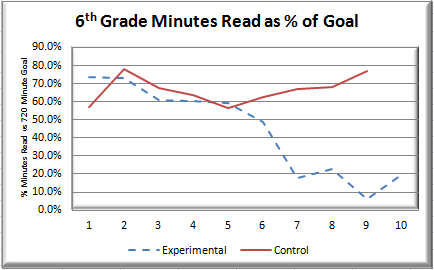 6th Grade Minutes Read as % of Goal
% Minutes Read vs 720 Minute Goal
90.0%
80.0%
70.0%
60.0%
50.0%
40.0%
30.0%
20.0%
10.0%
0.0%
1 2 3 4 5 6 7 8 9 10
Experimental Control